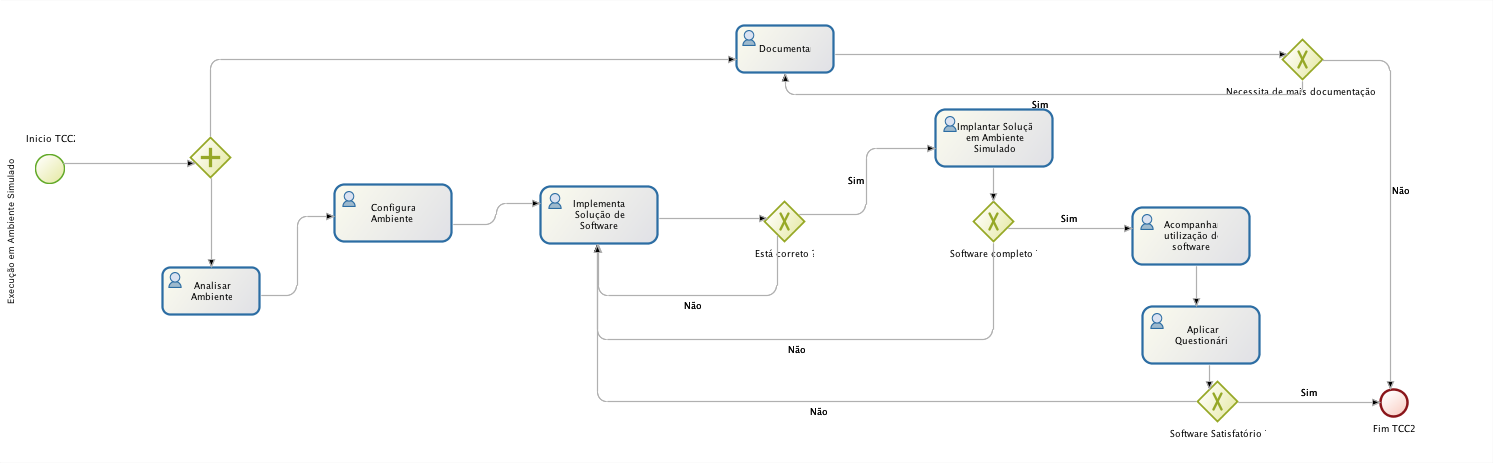 Execução em Ambiente Simulado
Inicio TCC2
Documenta
Necessita de mais documentação
Sim
Não
Implantar Soluçã
em Ambiente
Simulado
Sim
Analisar
Ambiente
Configura
Ambiente
Implementa
Solução de
Software
Está correto ?
Não
Software completo
Sim
Não
Acompanha
utilização d
software
Aplicar
Questionári
Software Satisfatório
Sim
Não
Fim TCC2